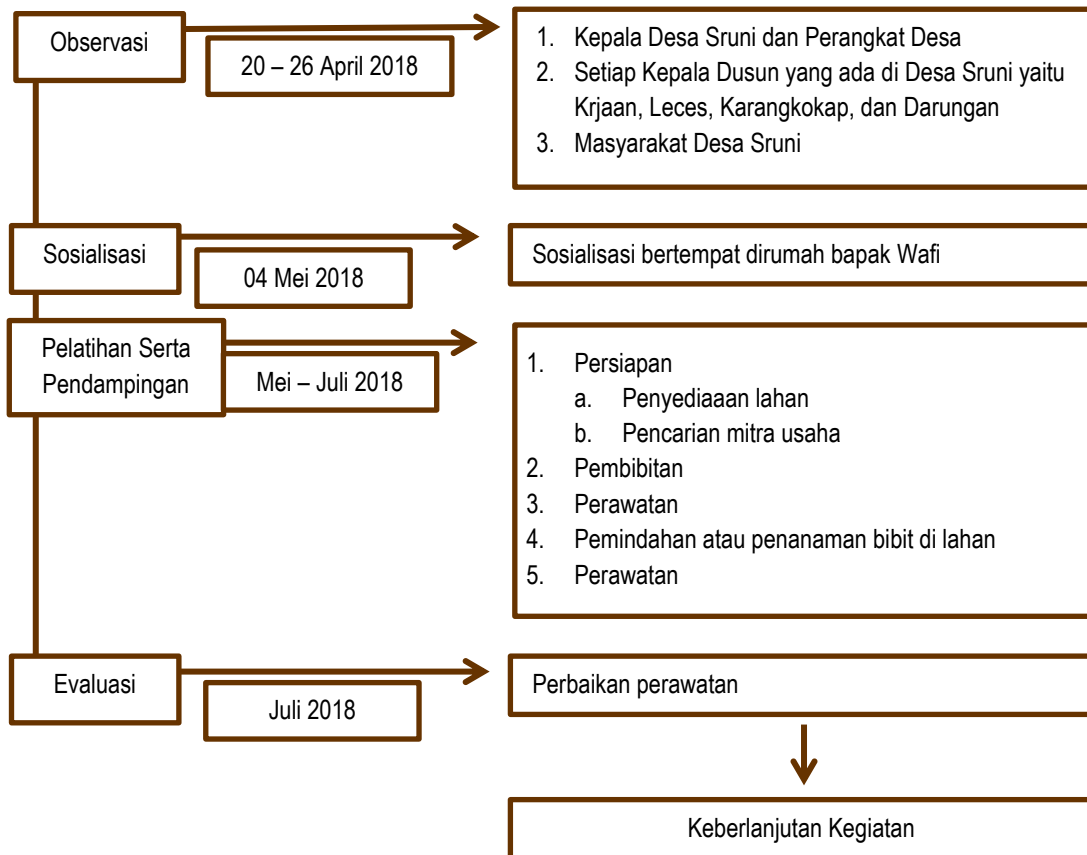 Observasi
20 – 26 April 2018
1. Kepala Desa Sruni dan Perangkat Desa
2. Setiap Kepala Dusun yang ada di Desa Sruni yaitu
Krjaan, Leces, Karangkokap, dan Darungan
3. Masyarakat Desa Sruni
Sosialisasi
04 Mei 2018
Sosialisasi bertempat dirumah bapak Wafi
Pelatihan Serta
Pendampingan
Mei – Juli 2018
1. Persiapan
a. Penyediaaan lahan
b. Pencarian mitra usaha
2. Pembibitan
3. Perawatan
4. Pemindahan atau penanaman bibit di lahan
5. Perawatan
Evaluasi
Juli 2018
Perbaikan perawatan
Keberlanjutan Kegiatan